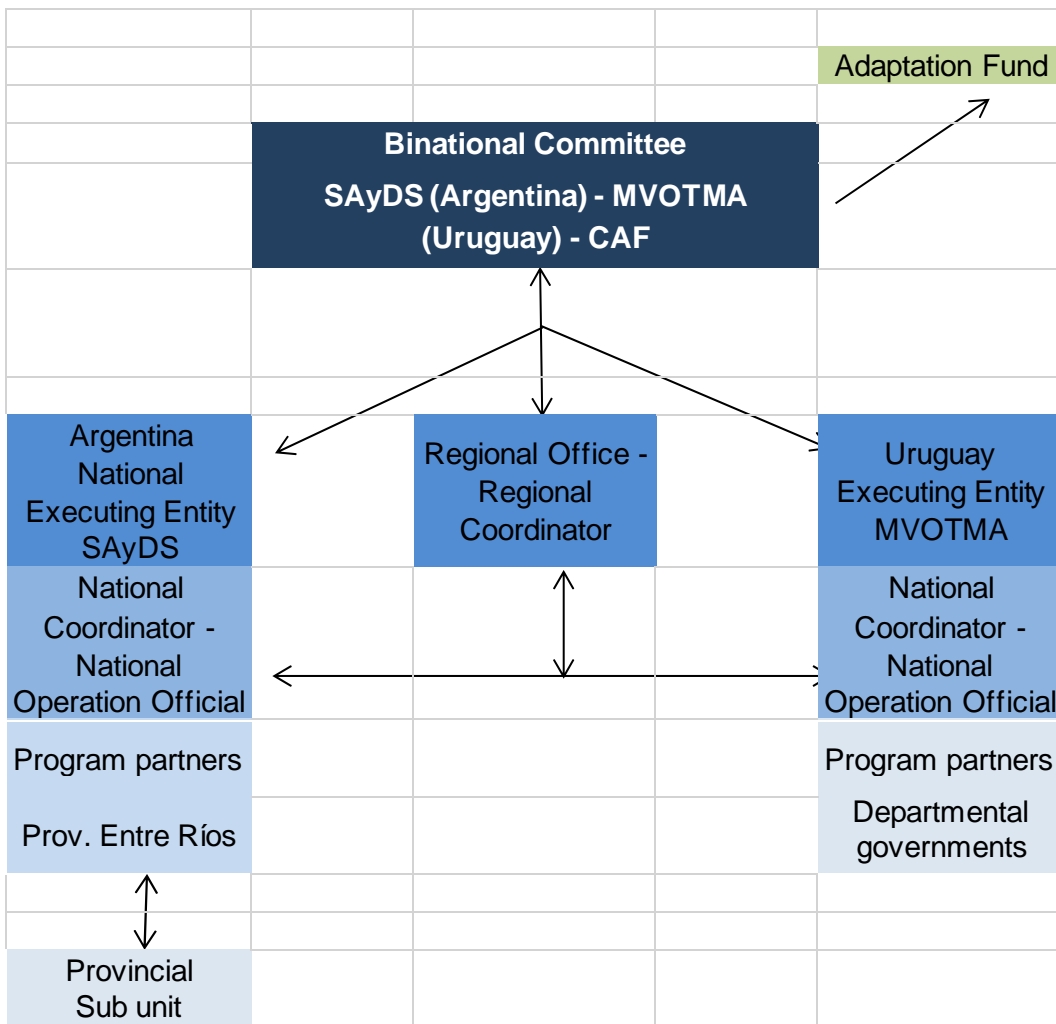 Adaptation Fund
Binational Committee
SAyDS (Argentina) - MVOTMA
(Uruguay) - CAF
Argentina
National
Executing Entity
SAyDS
Regional Office -
Regional
Coordinator
Uruguay
Executing Entity
MVOTMA
National
Coordinator -
National
Operation Official
National
Coordinator -
National
Operation Official
Program partners
Prov. Entre Ríos
Program partners
Departmental
governments
Provincial
Sub unit